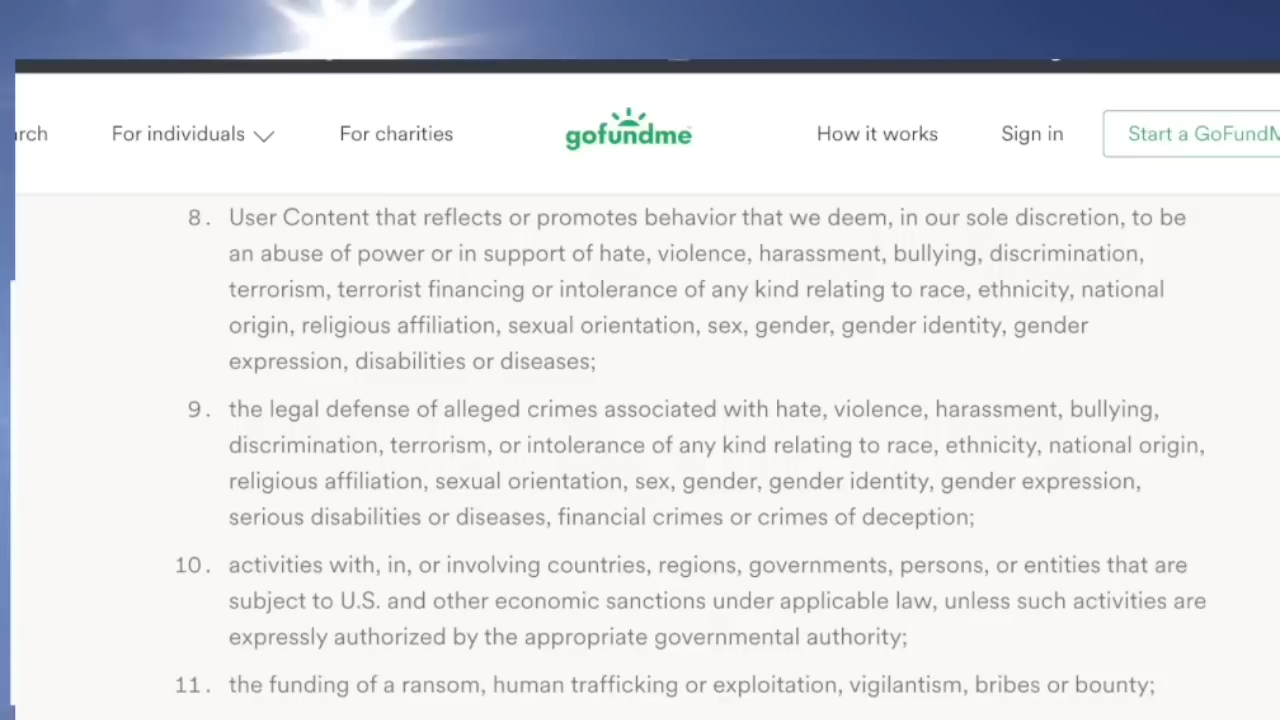 rch
For individuals
For charities
gofundme
How it works
Sign in
Start a GoFundM
8. User Content that reflects or promotes behavior that we deem, in our sole discretion, to be
an abuse of power or in support of hate, violence, harassment, bullying, discrimination,
terrorism, terrorist financing or intolerance of any kind relating to race, ethnicity, national
origin, religious affiliation, sexual orientation, sex, gender, gender identity, gender
expression, disabilities or diseases;
9. the legal defense of alleged crimes associated with hate, violence, harassment, bullying,
discrimination, terrorism, or intolerance of any kind relating to race, ethnicity, national origin,
religious affiliation, sexual orientation, sex, gender, gender identity, gender expression,
serious disabilities or diseases, financial crimes or crimes of deception;
10. activities with, in, or involving countries, regions, governments, persons, or entities that are
subject to U.S. and other economic sanctions under applicable law, unless such activities are
expressly authorized by the appropriate governmental authority;
11. the funding of a ransom, human trafficking or exploitation, vigilantism, bribes or bounty;